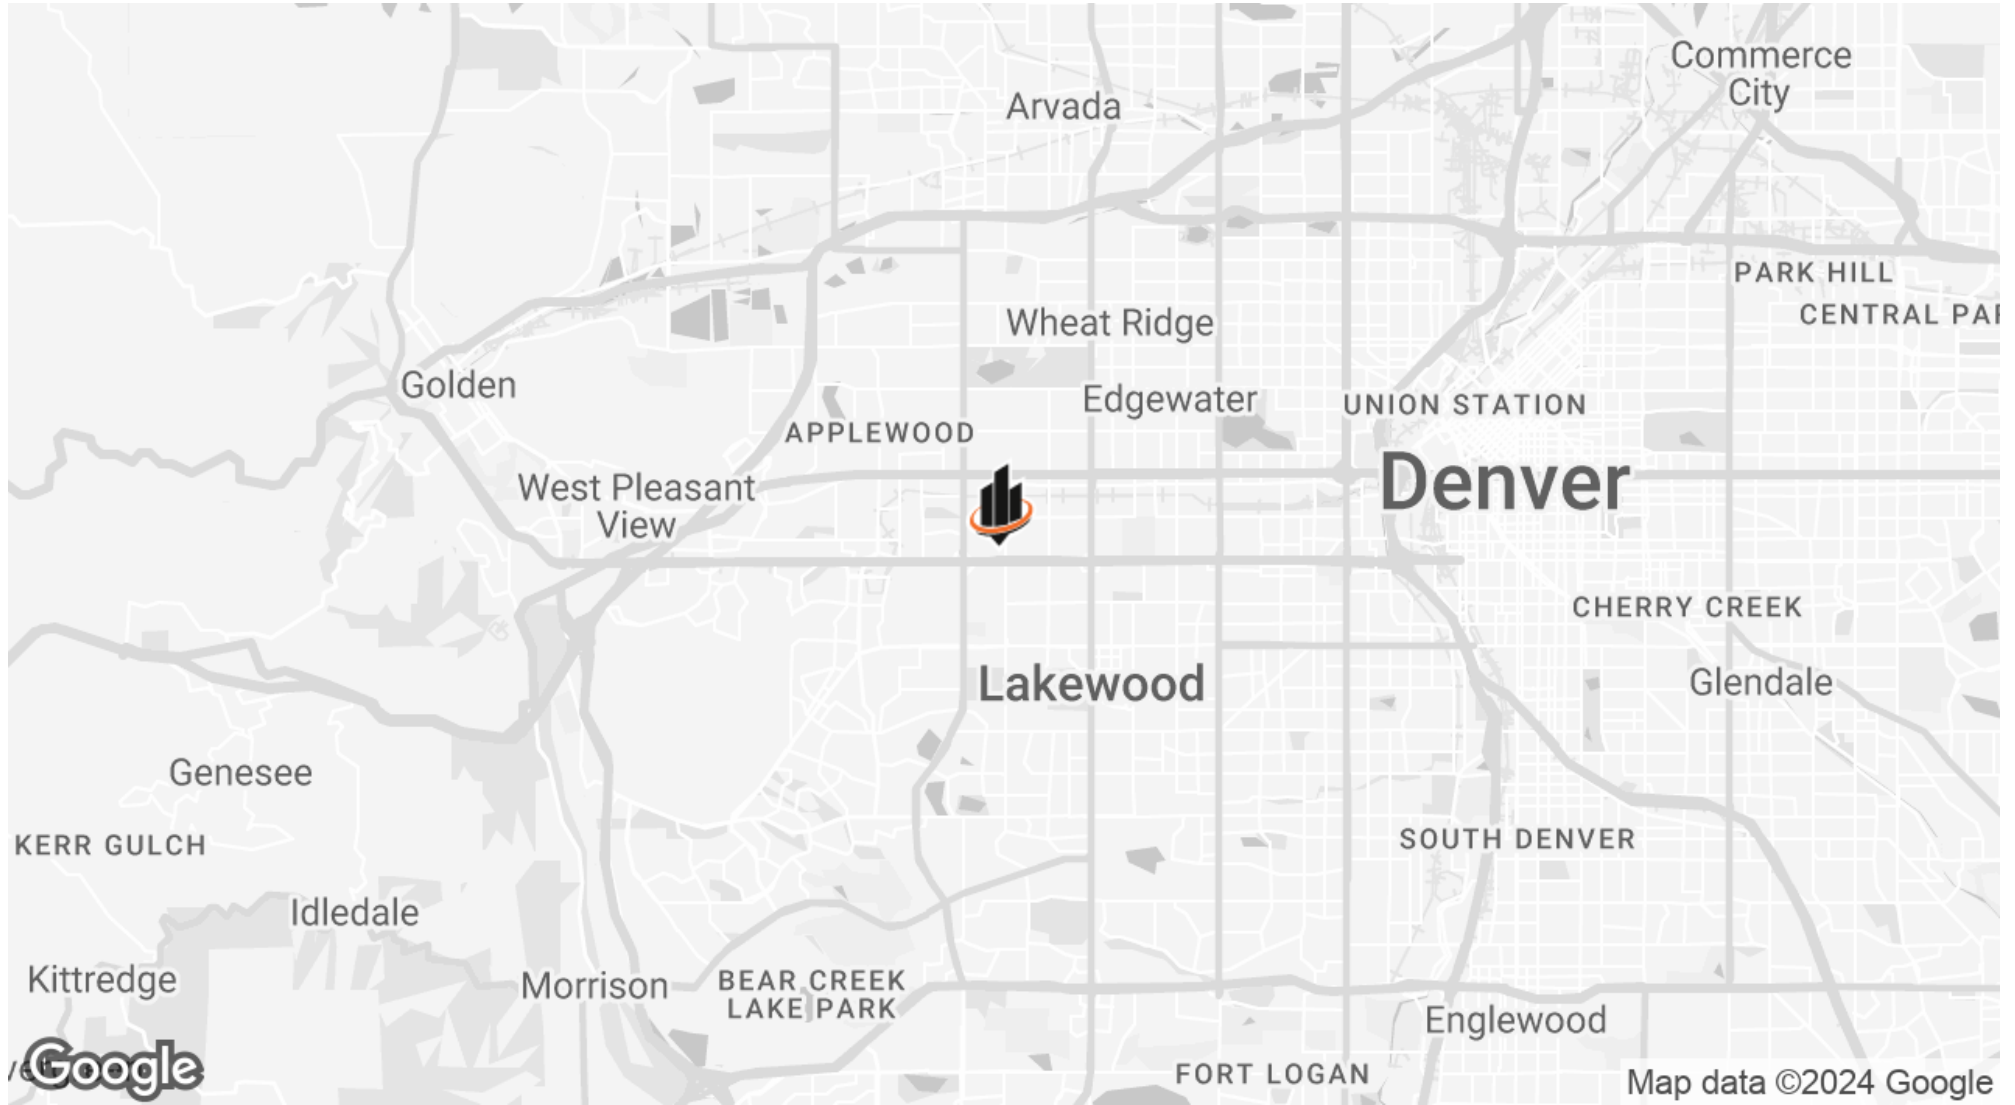 Commerce
City
Arvada
PARK HILL
CENTRAL PAR
Wheat Ridge
Golden
Edgewater
UNION STATION
APPLEWOOD
West Pleasant
View
Denver
CHERRY CREEK
Lakewood
Glendale
Genesee
KERR GULCH
SOUTH DENVER
Idledale
Kittredge
Morrison
BEAR CREEK
LAKE PARK
Englewood
Google
FORT LOGAN
Map data ©2024 Google